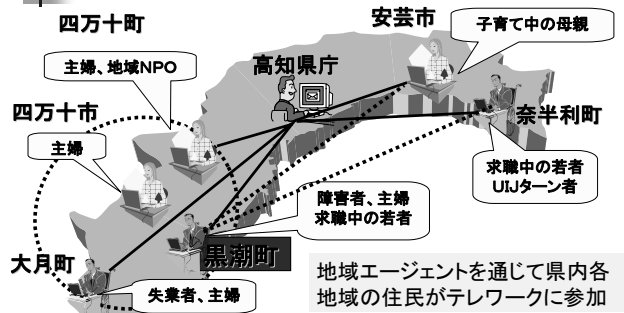 四万十町
安芸市
子育て中の母親
主婦、地域NPO
高知県庁
四万十市
主婦
奈半利町
求職中の若者
UIJターン者
障害者、主婦
求職中の若者
黒潮町
大月町
失業者、主婦
地域エージェントを通じて県内各
地域の住民がテレワークに参加